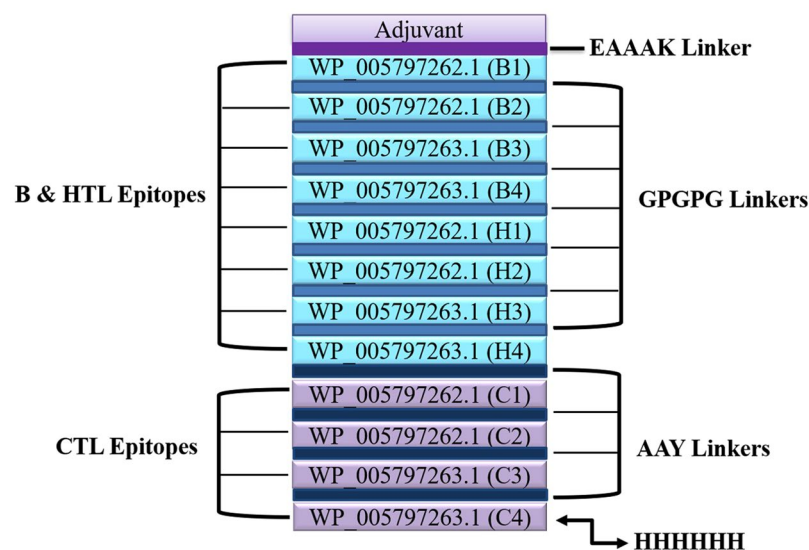 Adjuvant
EAAAK Linker
WP_005797262.1 (B1)
WP_005797262.1 (B2)
WP_005797263.1 (B3)
WP_005797263.1 (B4)
B & HTL Epitopes
GPGPG Linkers
WP_005797262.1 (H1)
WP_005797262.1 (H2)
WP_005797263.1 (H3)
WP_005797263.1 (H4)
WP_005797262.1 (C1)
WP_005797262.1 (C2)
CTL Epitopes
AAY Linkers
WP_005797263.1 (C3)
WP_005797263.1 (C4)
HHHHHH